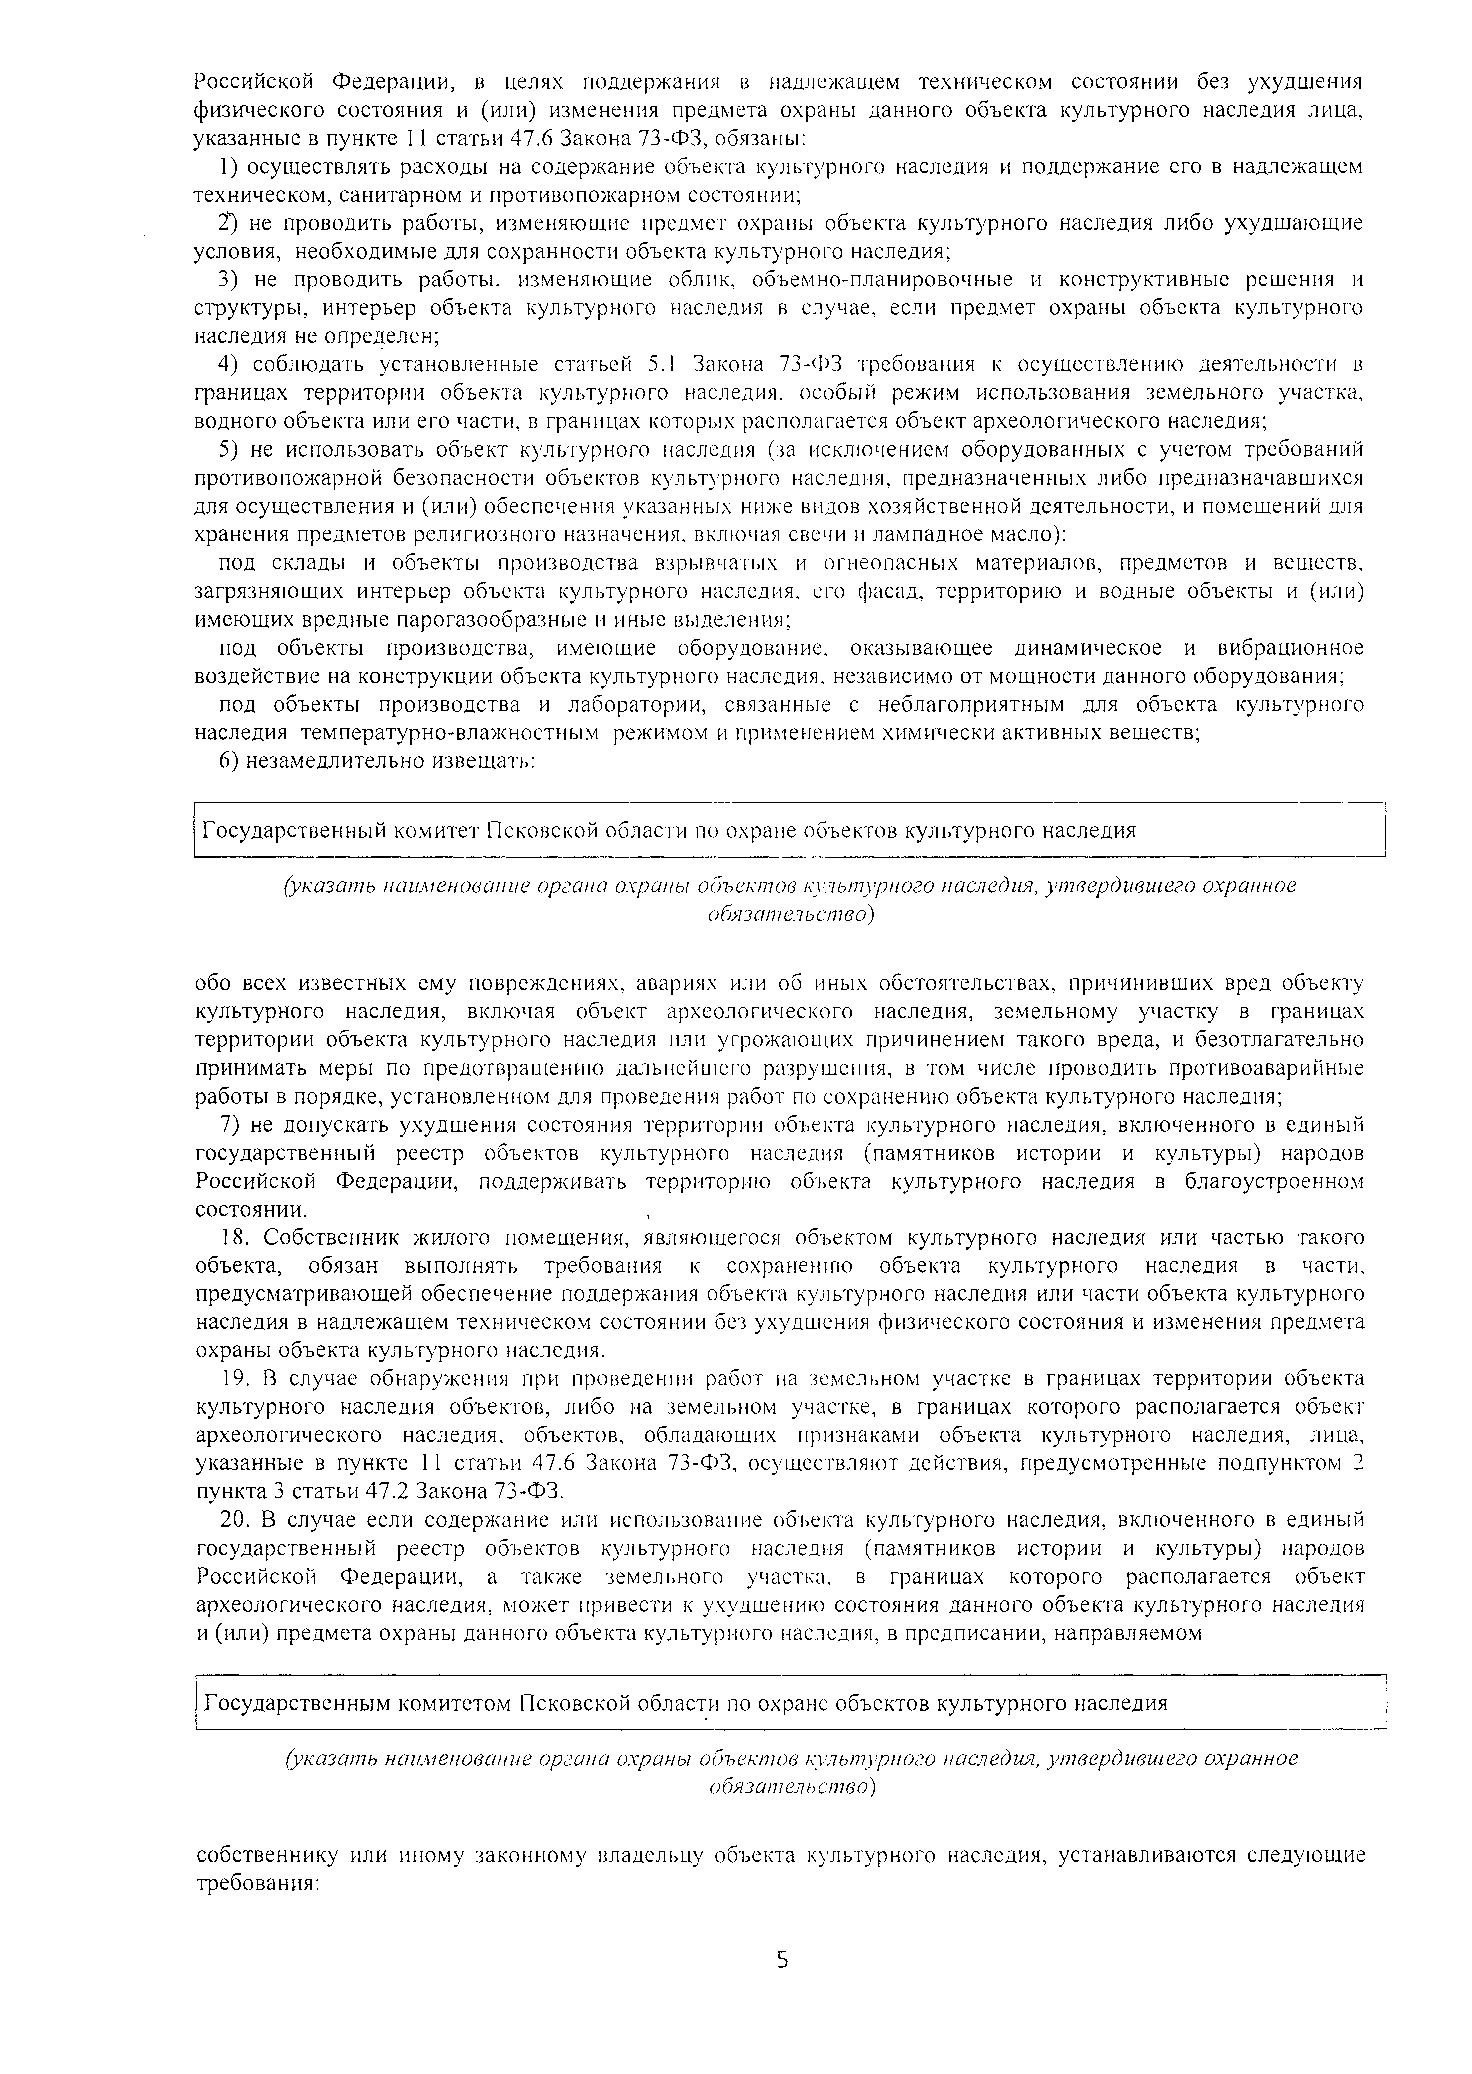 Российской Федерации, в целях поддержания в надлежащем техническом состоянии без ухудшения
физического состояния и (или) изменения предмета охраны данного объекта культурного наследия лица,
указанные в пункте 11 статьи 47.6 Закона 73-ФЗ, обязаны:
1) осуществлять расходы на содержание объекта культурного наследия и поддержание его в надлежащем
техническом, санитарном и противопожарном состоянии;
2) не проводить работы, изменяющие предмет охраны объекта культурного наследия либо ухудшающие
условия, необходимые для сохранности объекта культурного наследия;
3) не проводить работы, изменяющие облик, объемно-планировочные и конструктивные решения и
структуры, интерьер объекта культурного наследия в случае, если предмет охраны объекта культурного
наследия не определен;
4) соблюдать установленные статьей 5.1 Закона 73-ФЗ требования к осуществлению деятельности в
границах территории объекта культурного наследия, особый режим использования земельного участка,
водного объекта или его части, в границах которых располагается объект археологического наследия;
5) не использовать объект культурного наследия (за исключением оборудованных с учетом требований
противопожарной безопасности объектов культурного наследия, предназначенных либо предназначавшихся
для осуществления и (или) обеспечения указанных ниже видов хозяйственной деятельности, и помещений для
хранения предметов религиозного назначения, включая свечи и лампадное масло):
под склады и объекты производства взрывчатых и огнеопасных материалов, предметов и веществ,
загрязняющих интерьер объекта культурного наследия, его фасад, территорию и водные объекты и (или)
имеющих вредные парогазообразные и иные выделения;
под объекты производства, имеющие оборудование, оказывающее динамическое и вибрационное
воздействие на конструкции объекта культурного наследия, независимо от мощности данного оборудования;
под объекты производства и лаборатории, связанные с неблагоприятным для объекта культурного
наследия температурно-влажностным режимом и применением химически активных веществ;
6) незамедлительно извещать:
Государственный комитет Псковской области по охране объектов культурного наследия
(указать наименование органа охраны объектов культурного наследия, утвердившего охранное
обязательство)
обо всех известных ему повреждениях, авариях или об иных обстоятельствах, причинивших вред объекту
культурного наследия, включая объект археологического наследия, земельному участку в границах
территории объекта культурного наследия или угрожающих причинением такого вреда, и безотлагательно
принимать меры по предотвращению дальнейшего разрушения, в том числе проводить противоаварийные
работы в порядке, установленном для проведения работ по сохранению объекта культурного наследия;
7) не допускать ухудшения состояния территории объекта культурного наследия, включенного в единый
государственный реестр объектов культурного наследия (памятников истории и культуры) народов
Российской Федерации, поддерживать территорию объекта культурного наследия в благоустроенном
состоянии.
18. Собственник жилого помещения, являющегося объектом культурного наследия или частью такого
объекта, обязан выполнять требования к сохранению объекта культурного наследия в части,
предусматривающей обеспечение поддержания объекта культурного наследия или части объекта культурного
наследия в надлежащем техническом состоянии без ухудшения физического состояния и изменения предмета
охраны объекта культурного наследия.
19. В случае обнаружения при проведении работ на земельном участке в границах территории объекта
культурного наследия объектов, либо на земельном участке, в границах которого располагается объект
археологического наследия, объектов, обладающих признаками объекта культурного наследия, лица,
указанные в пункте 11 статьи 47.6 Закона 73-ФЗ, осуществляют действия, предусмотренные подпунктом 2
пункта 3 статьи 47.2 Закона 73-ФЗ.
20. В случае если содержание или использование объекта культурного наследия, включенного в единый
государственный реестр объектов культурного наследия (памятников истории и культуры) народов
Российской Федерации, а также земельного участка, в границах которого располагается объект
археологического наследия, может привести к ухудшению состояния данного объекта культурного наследия
и (или) предмета охраны данного объекта культурного наследия, в предписании, направляемом
Государственным комитетом Псковской области по охране объектов культурного наследия
(указать наименование органа охраны объектов культурного наследия, утвердившего охранное
обязательство)
собственнику или иному законному владельцу объекта культурного наследия, устанавливаются следующие
требования:
5